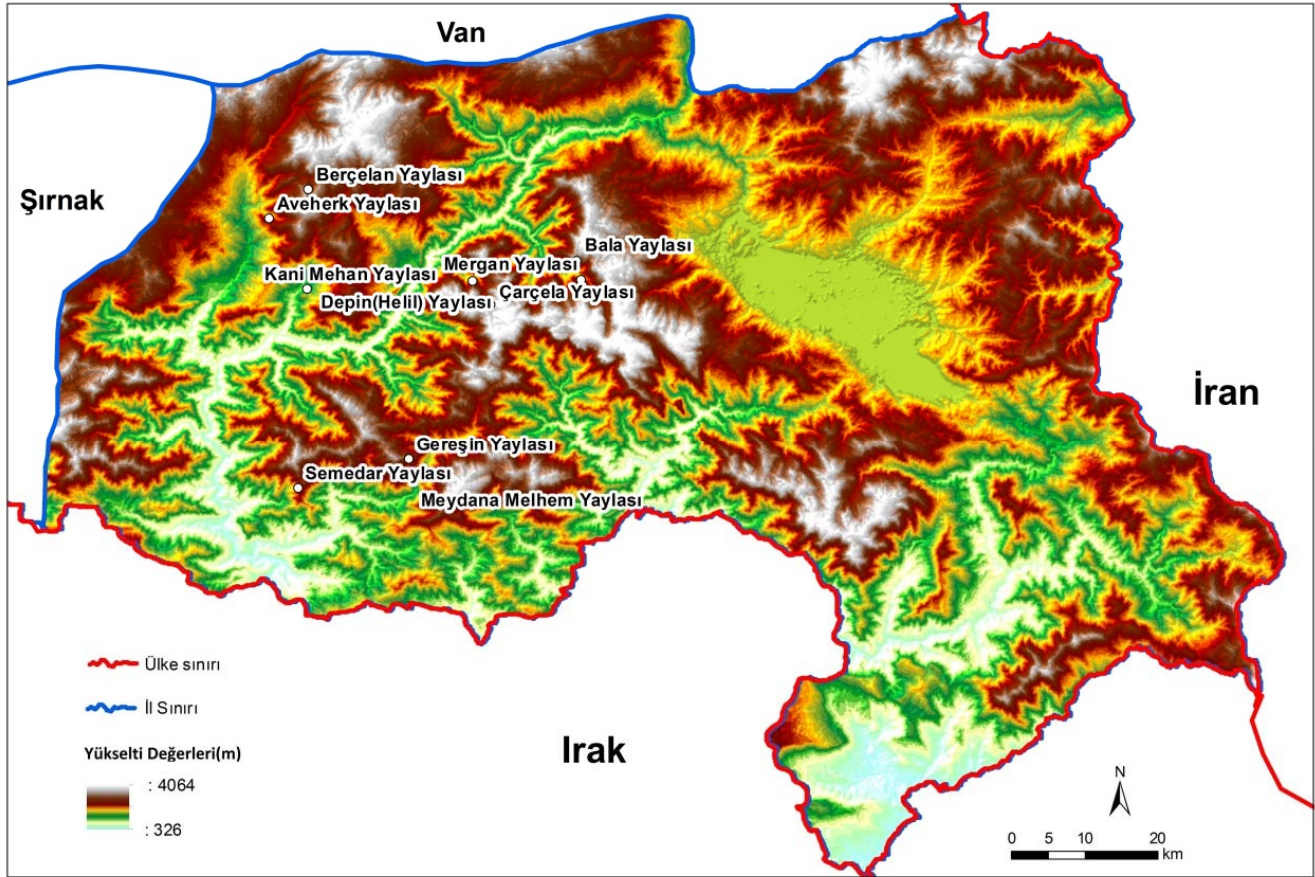 Van
Şırnak
Berçelan Yaylası
Aveherk Yaylası
Bala Yaylası
Kani Mehan Yaylası
Mergan Yaylası
Depin(Helil) Yaylası
Çarçela Yaylası
İran
Gereşin Yaylası
Semedar Yaylası
Meydana Melhem Yaylası
Ülke sınırı
İl Sınırı
Irak
Yükselti Değerleri(m)
: 4064
: 326
N
0 5 10 20
km